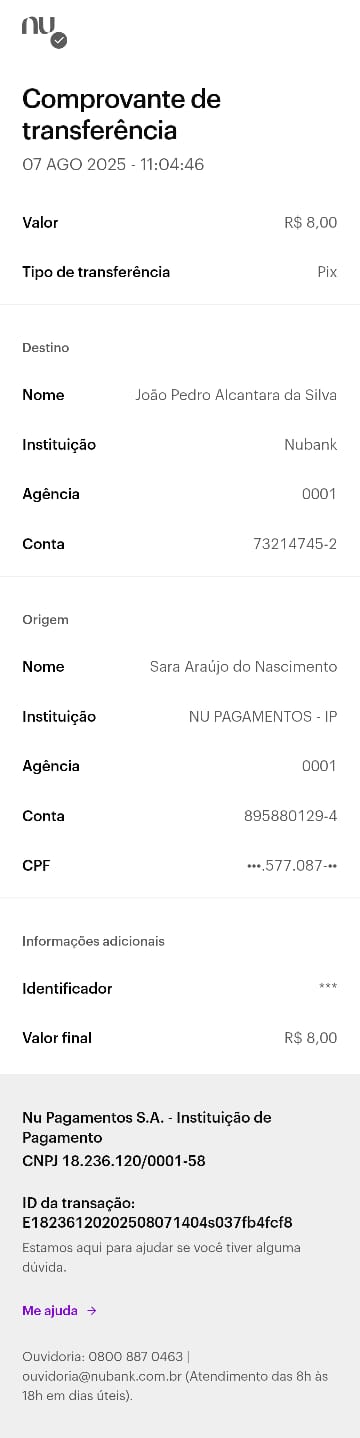 nu
Comprovante de
transferência
07 AGO 2025 - 11:04:46
Valor R$ 8,00
Tipo de transferência Pix
Destino
Nome João Pedro Alcantara da Silva
Instituição Nubank
Agência 0001
Conta 73214745-2
Origem
Nome Sara Araújo do Nascimento
Instituição NU PAGAMENTOS - IP
Agência 0001
Conta 895880129-4
CPF •••.577.087-••
Informações adicionais
Identificador ***
Valor final R$ 8,00
Nu Pagamentos S.A. - Instituição de
Pagamento
CNPJ 18.236.120/0001-58
ID da transação:
E18236120202508071404s037fb4fcf8
Estamos aqui para ajudar se você tiver alguma
dúvida.
Me ajuda →
Ouvidoria: 0800 887 0463 |
ouvidoria@nubank.com.br (Atendimento das 8h às
18h em dias úteis).